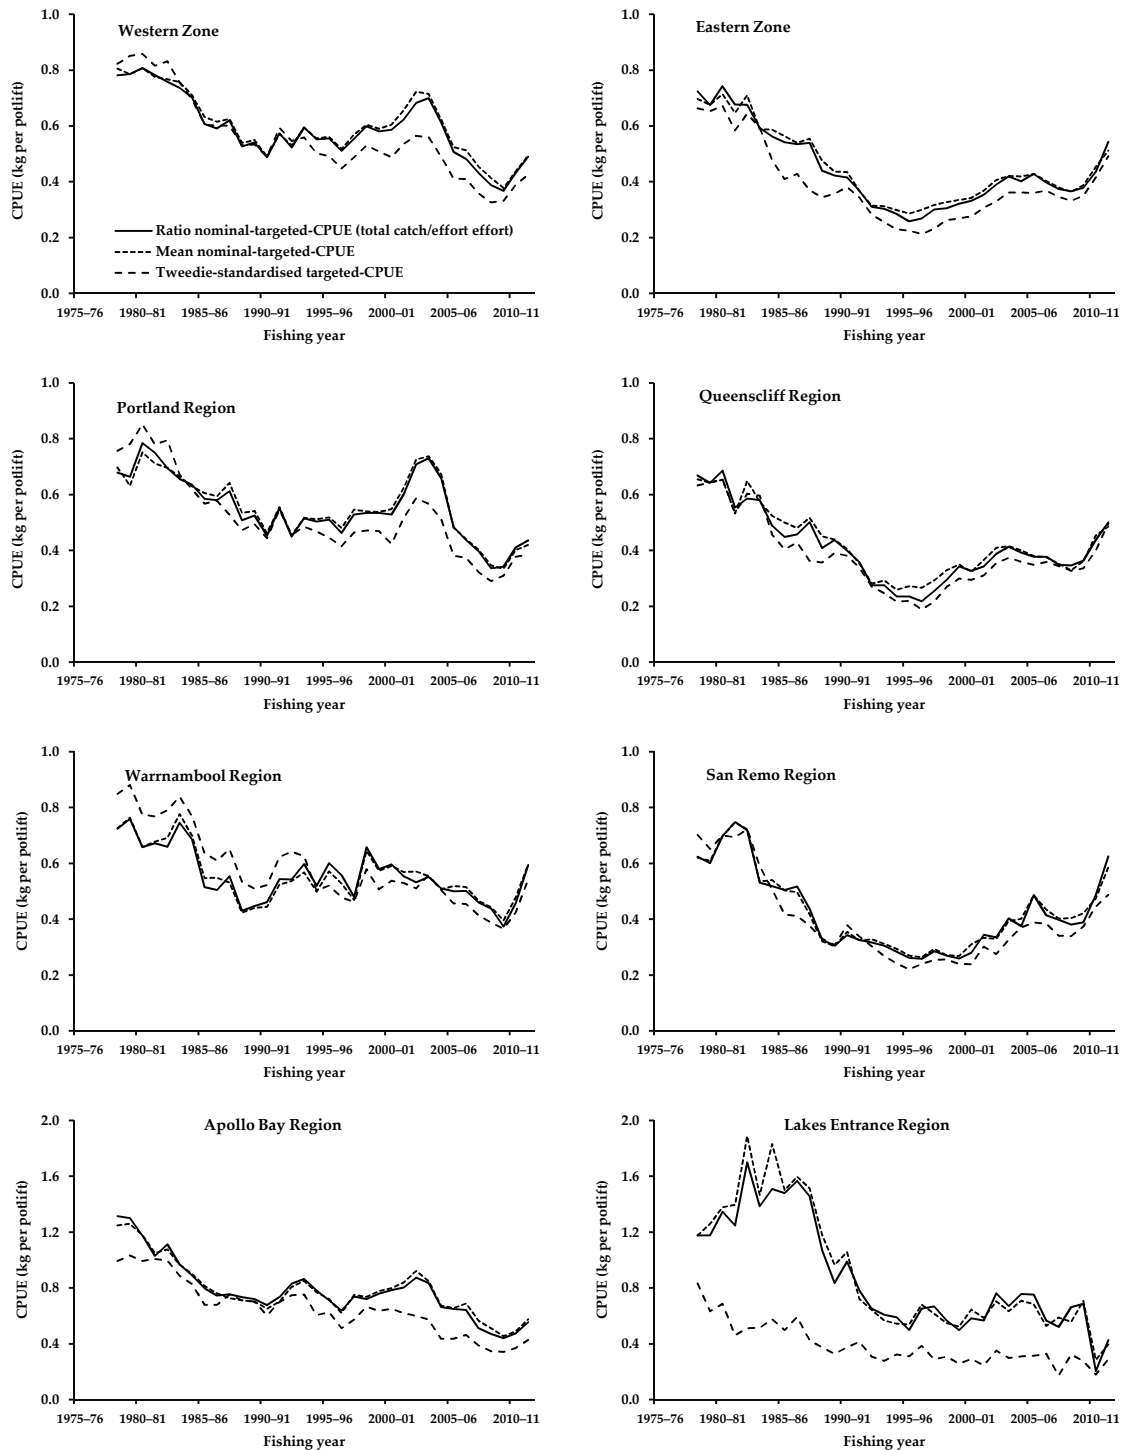 Western Zone
CPUE (kg per potlift)
1.0
0.8
0.6
0.4
0.2
0.0
Ratio nominal-targeted-CPUE (total catch/effort effort)
Mean nominal-targeted-CPUE
Tweedie-standardised targeted-CPUE
1975–76 1980–81 1985–86 1990–91 1995–96 2000–01 2005–06 2010–11
Fishing year
Eastern Zone
CPUE (kg per potlift)
1.0
0.8
0.6
0.4
0.2
0.0
1975–76 1980–81 1985–86 1990–91 1995–96 2000–01 2005–06 2010–11
Fishing year
Portland Region
CPUE (kg per potlift)
1.0
0.8
0.6
0.4
0.2
0.0
1975–76 1980–81 1985–86 1990–91 1995–96 2000–01 2005–06 2010–11
Fishing year
Queenscliff Region
CPUE (kg per potlift)
1.0
0.8
0.6
0.4
0.2
0.0
1975–76 1980–81 1985–86 1990–91 1995–96 2000–01 2005–06 2010–11
Fishing year
Warrnambool Region
CPUE (kg per potlift)
1.0
0.8
0.6
0.4
0.2
0.0
1975–76 1980–81 1985–86 1990–91 1995–96 2000–01 2005–06 2010–11
Fishing year
San Remo Region
CPUE (kg per potlift)
1.0
0.8
0.6
0.4
0.2
0.0
1975–76 1980–81 1985–86 1990–91 1995–96 2000–01 2005–06 2010–11
Fishing year
Apollo Bay Region
CPUE (kg per potlift)
2.0
1.6
1.2
0.8
0.4
0.0
1975–76 1980–81 1985–86 1990–91 1995–96 2000–01 2005–06 2010–11
Fishing year
Lakes Entrance Region
CPUE (kg per potlift)
2.0
1.6
1.2
0.8
0.4
0.0
1975–76 1980–81 1985–86 1990–91 1995–96 2000–01 2005–06 2010–11
Fishing year